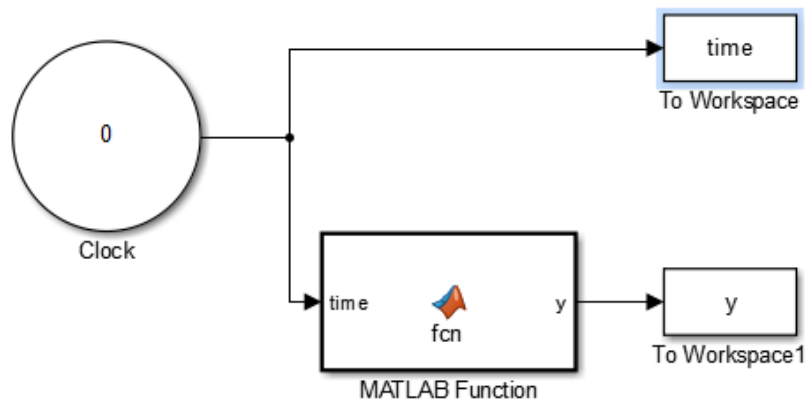 time
To Workspace
0
Clock
time
y
fcn
MATLAB Function
y
To Workspace1